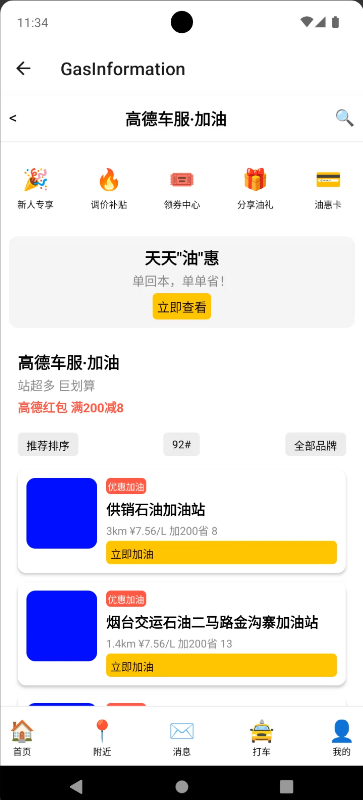 11:34
GasInformation
<
高德车服·加油
新人专享
调价补贴
领券中心
分享油礼
油惠卡
天天"油"惠
单回本，单单省！
立即查看
高德车服·加油
站超多 巨划算
高德红包 满200减8
推荐排序
92#
全部品牌
优惠加油
供销石油加油站
3km ¥7.56/L 加200省 8
立即加油
优惠加油
烟台交运石油二马路金沟寨加油站
1.4km ¥7.56/L 加200省 13
立即加油
首页
附近
消息
打车
我的